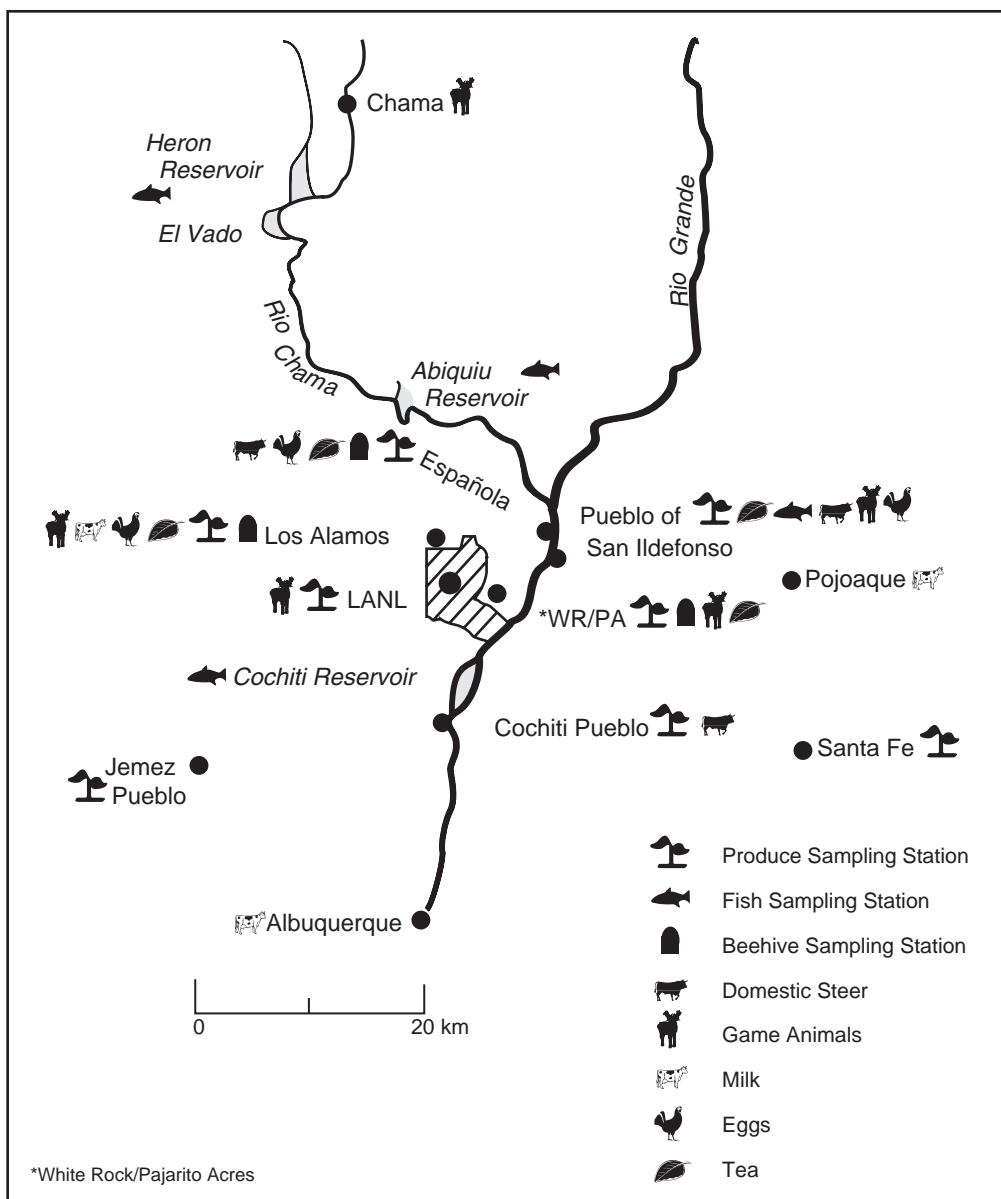 Chama
Heron
Reservoir
El Vado
Rio Grande
Rio Chama
Abiquiu
Reservoir
Española
Pueblo of
San Ildefonso
Los Alamos
Pojoaque
LANL
*WR/PA
Cochiti Reservoir
Cochiti Pueblo
Santa Fe
Jemez
Pueblo
Albuquerque
0
20 km
Produce Sampling Station
Fish Sampling Station
Beehive Sampling Station
Domestic Steer
Game Animals
Milk
Eggs
Tea
*White Rock/Pajarito Acres